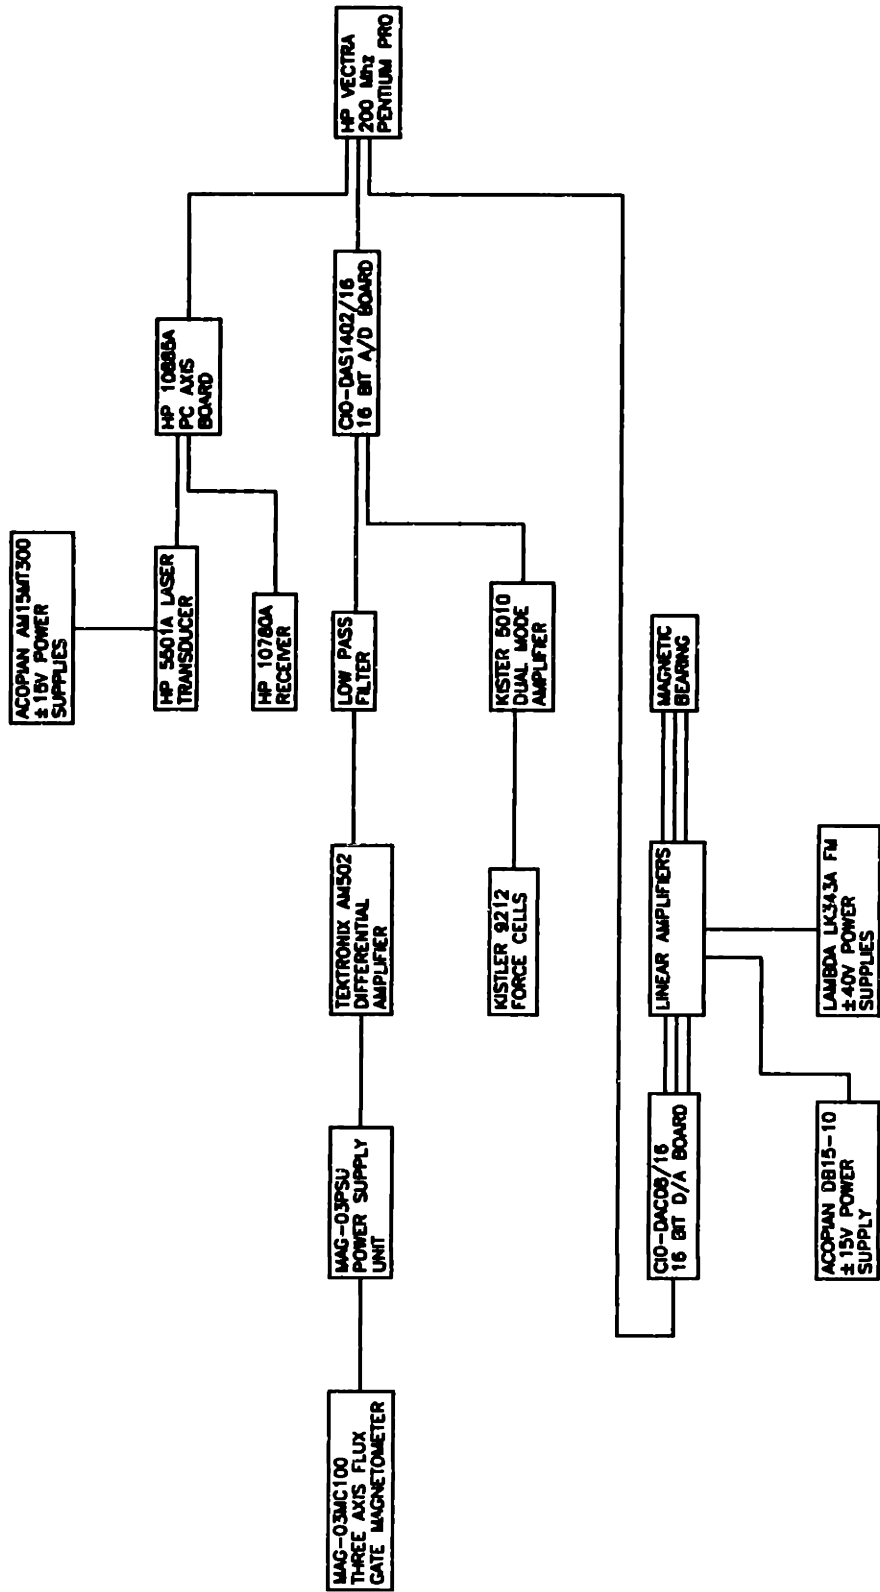 ACOPIAN AM15MT300
±15V POWER
SUPPLIES
HP 5501A LASER
TRANSDUCER
HP 10885A
PC AXIS
BOARD
HP 10780A
RECEIVER
HP VECTRA
200 Mhz
PENTIUM PRO
MAG-03MC100
THREE AXIS FLUX
GATE MAGNETOMETER
MAG-03PSU
POWER SUPPLY
UNIT
TEKTRONIX AM502
DIFFERENTIAL
AMPLIFIER
LOW PASS
FILTER
CIO-DAS1402/16
16 BIT A/D BOARD
KISTLER 9212
FORCE CELLS
KISTER 5010
DUAL MODE
AMPLIFIER
CIO-DAC08/16
16 BIT D/A BOARD
LINEAR AMPLIFIERS
MAGNETIC
BEARING
ACOPIAN DB15-10
±15V POWER
SUPPLY
LAMBDA LK343A FM
±40V POWER
SUPPLIES